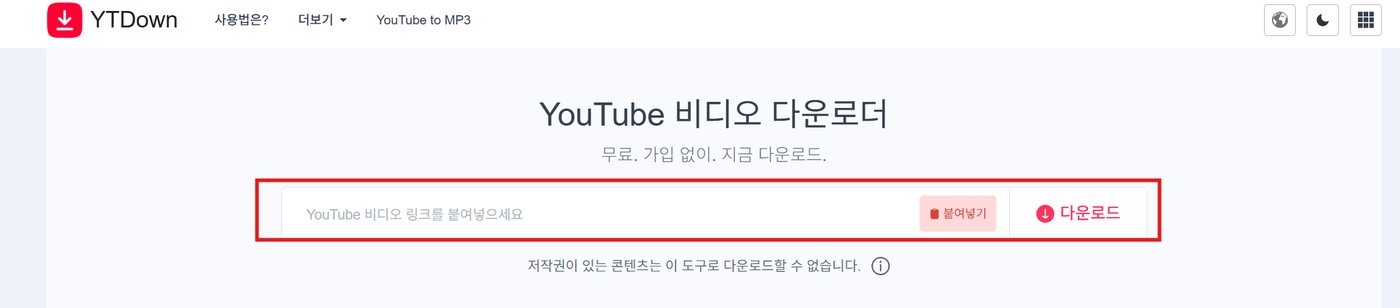 YTDown 사용법은? 더보기 YouTube to MP3
YouTube 비디오 다운로더
무료. 가입 없이. 지금 다운로드.
YouTube 비디오 링크를 붙여넣으세요 붙여넣기 다운로드
저작권이 있는 콘텐츠는 이 도구로 다운로드할 수 없습니다.